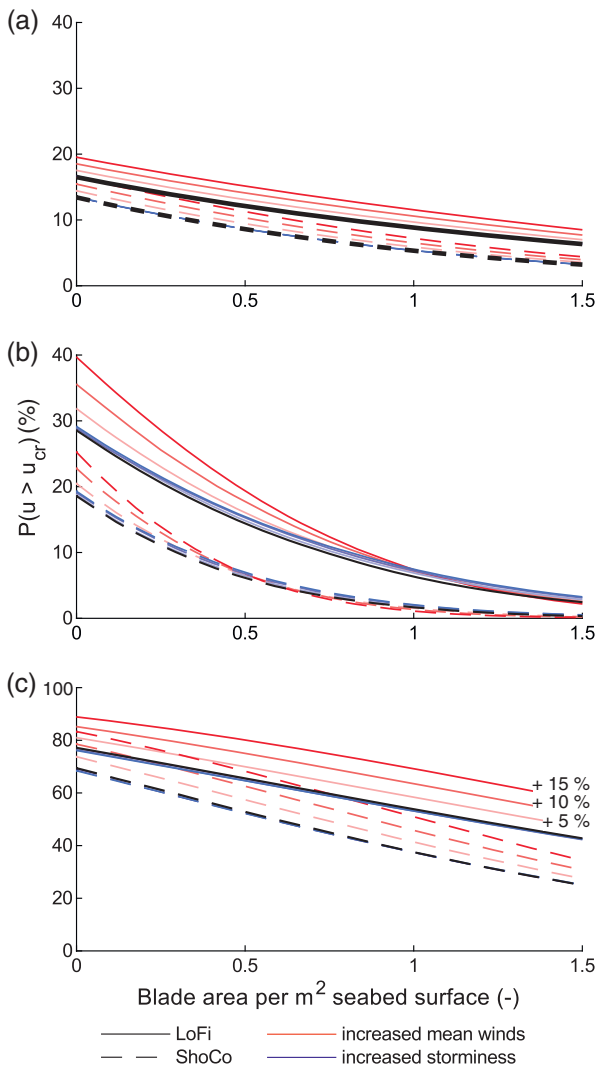 (a)
40
30
20
10
0
0 0.5 1 1.5
(b)
40
30
20
10
0
P(u > u_cr) (%)
0 0.5 1 1.5
(c)
100
80
60
40
20
0
+ 15 %
+ 10 %
+ 5 %
0 0.5 1 1.5
Blade area per m² seabed surface (-)
LoFi increased mean winds
ShoCo increased storminess